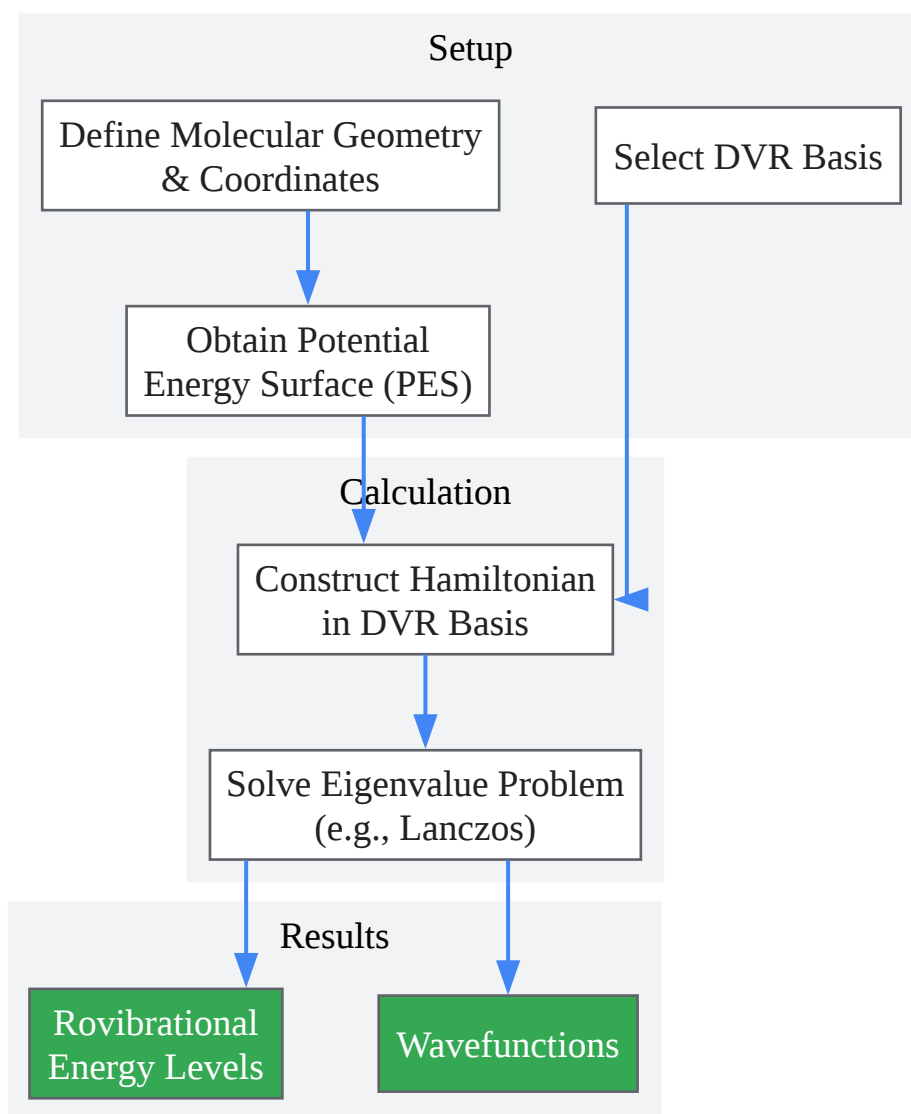 Setup
Define Molecular Geometry
& Coordinates
Select DVR Basis
Obtain Potential
Energy Surface (PES)
Calculation
Construct Hamiltonian
in DVR Basis
Solve Eigenvalue Problem
(e.g., Lanczos)
Results
Rovibrational
Energy Levels
Wavefunctions